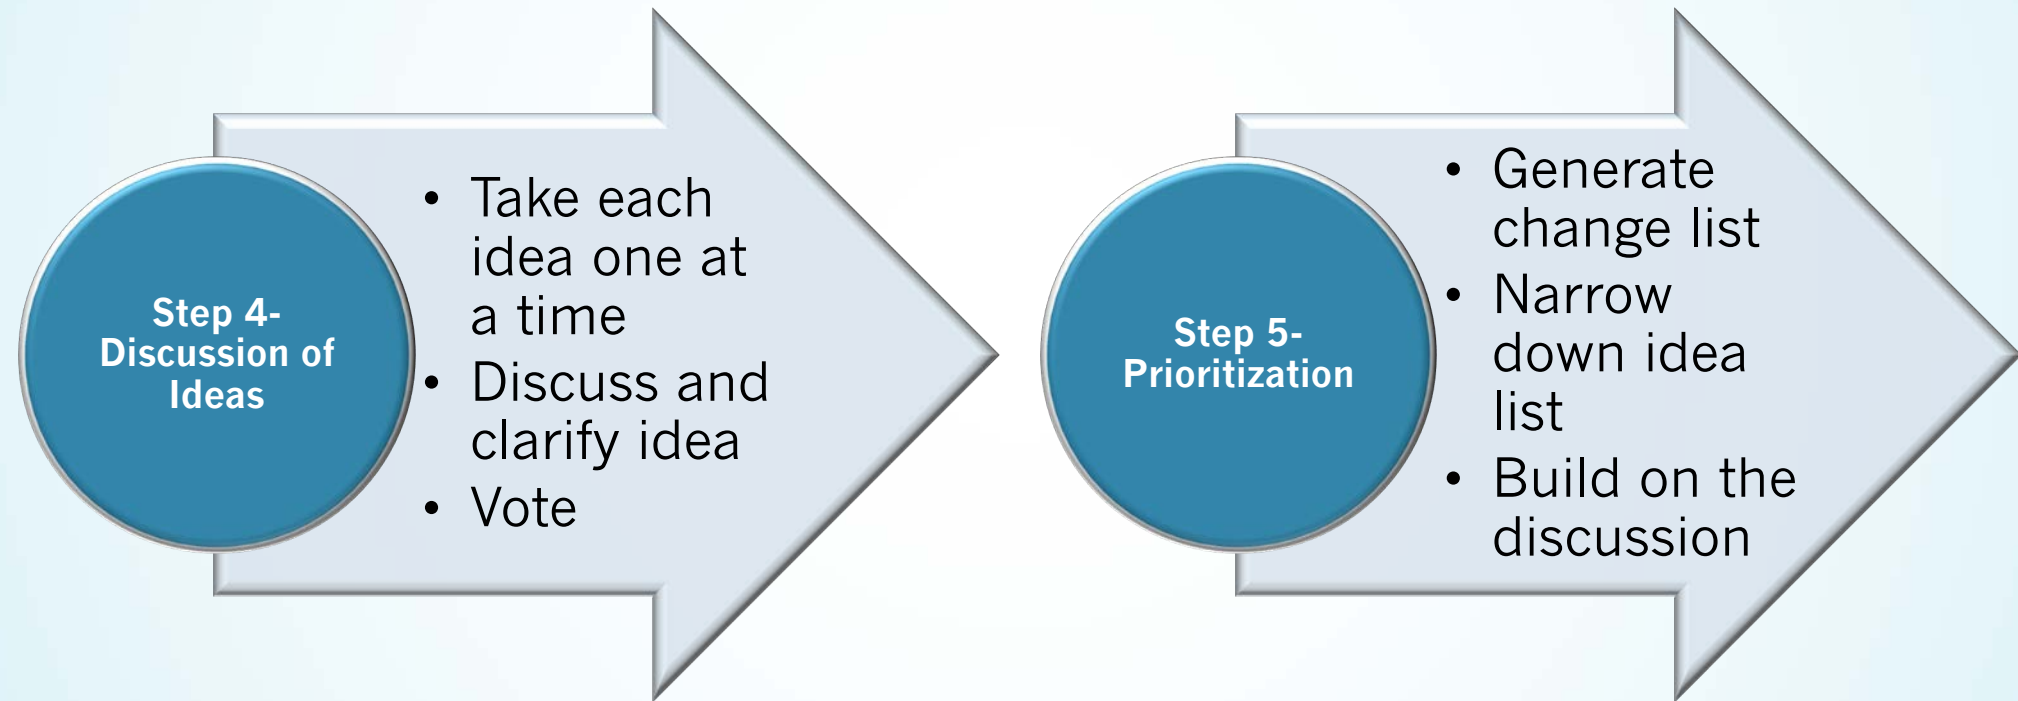 Step 4-
Discussion of
Ideas
• Take each
idea one at
a time
• Discuss and
clarify idea
• Vote
Step 5-
Prioritization
• Generate
change list
• Narrow
down idea
list
• Build on the
discussion